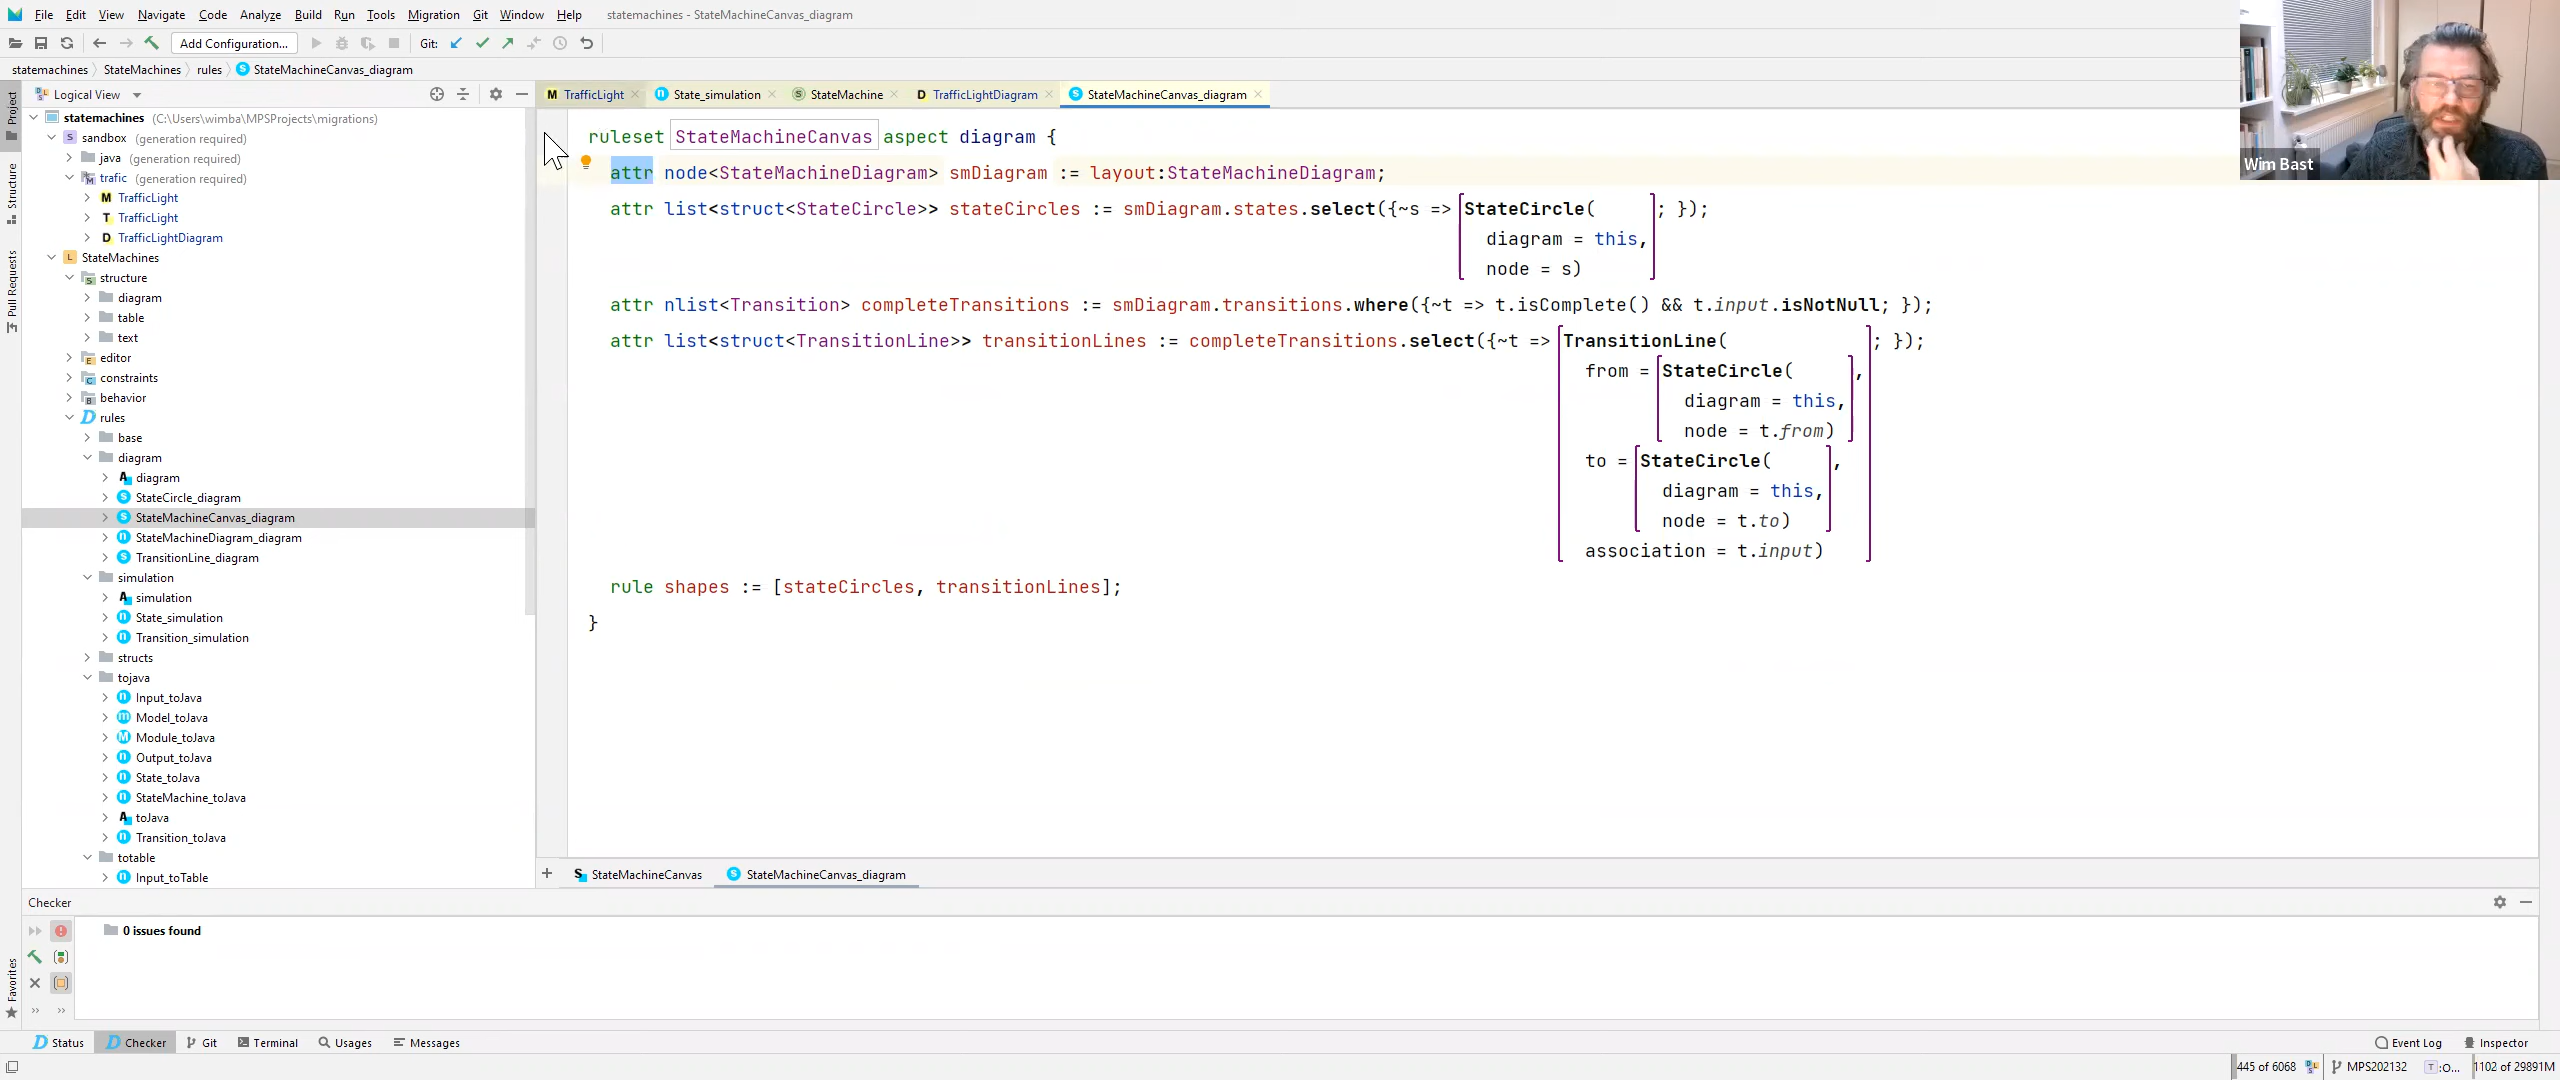 File Edit View Navigate Code Analyze Build Run Tools Migration Git Window Help statemachines - StateMachineCanvas_diagram
Add Configuration... Git:
statemachines StateMachines rules StateMachineCanvas_diagram
Project
Structure
Pull Requests
Favorites
Logical View
statemachines (C:\Users\wimba\MPSProjects\migrations)
sandbox (generation required)
java (generation required)
trafic (generation required)
M TrafficLight
T TrafficLight
D TrafficLightDiagram
StateMachines
structure
diagram
table
text
editor
constraints
behavior
rules
base
diagram
diagram
StateCircle_diagram
StateMachineCanvas_diagram
StateMachineDiagram_diagram
TransitionLine_diagram
simulation
simulation
State_simulation
Transition_simulation
structs
tojava
Input_toJava
Model_toJava
Module_toJava
Output_toJava
State_toJava
StateMachine_toJava
toJava
Transition_toJava
totable
Input_toTable
M TrafficLight State_simulation StateMachine D TrafficLightDiagram StateMachineCanvas_diagram
ruleset StateMachineCanvas aspect diagram {
attr node<StateMachineDiagram> smDiagram := layout:StateMachineDiagram;
attr list<struct<StateCircle>> stateCircles := smDiagram.states.select({~s => StateCircle( ; });
diagram = this,
node = s)
attr nlist<Transition> completeTransitions := smDiagram.transitions.where({~t => t.isComplete() && t.input.isNotNull; });
attr list<struct<TransitionLine>> transitionLines := completeTransitions.select({~t => TransitionLine( ; });
from = StateCircle( ,
diagram = this,
node = t.from)
to = StateCircle( ,
diagram = this,
node = t.to)
association = t.input)
rule shapes := [stateCircles, transitionLines];
}
StateMachineCanvas StateMachineCanvas_diagram
Wim Bast
Checker
0 issues found
Status Checker Git Terminal Usages Messages Event Log Inspector
445 of 6068 MPS202132 T :O... 1102 of 29891M